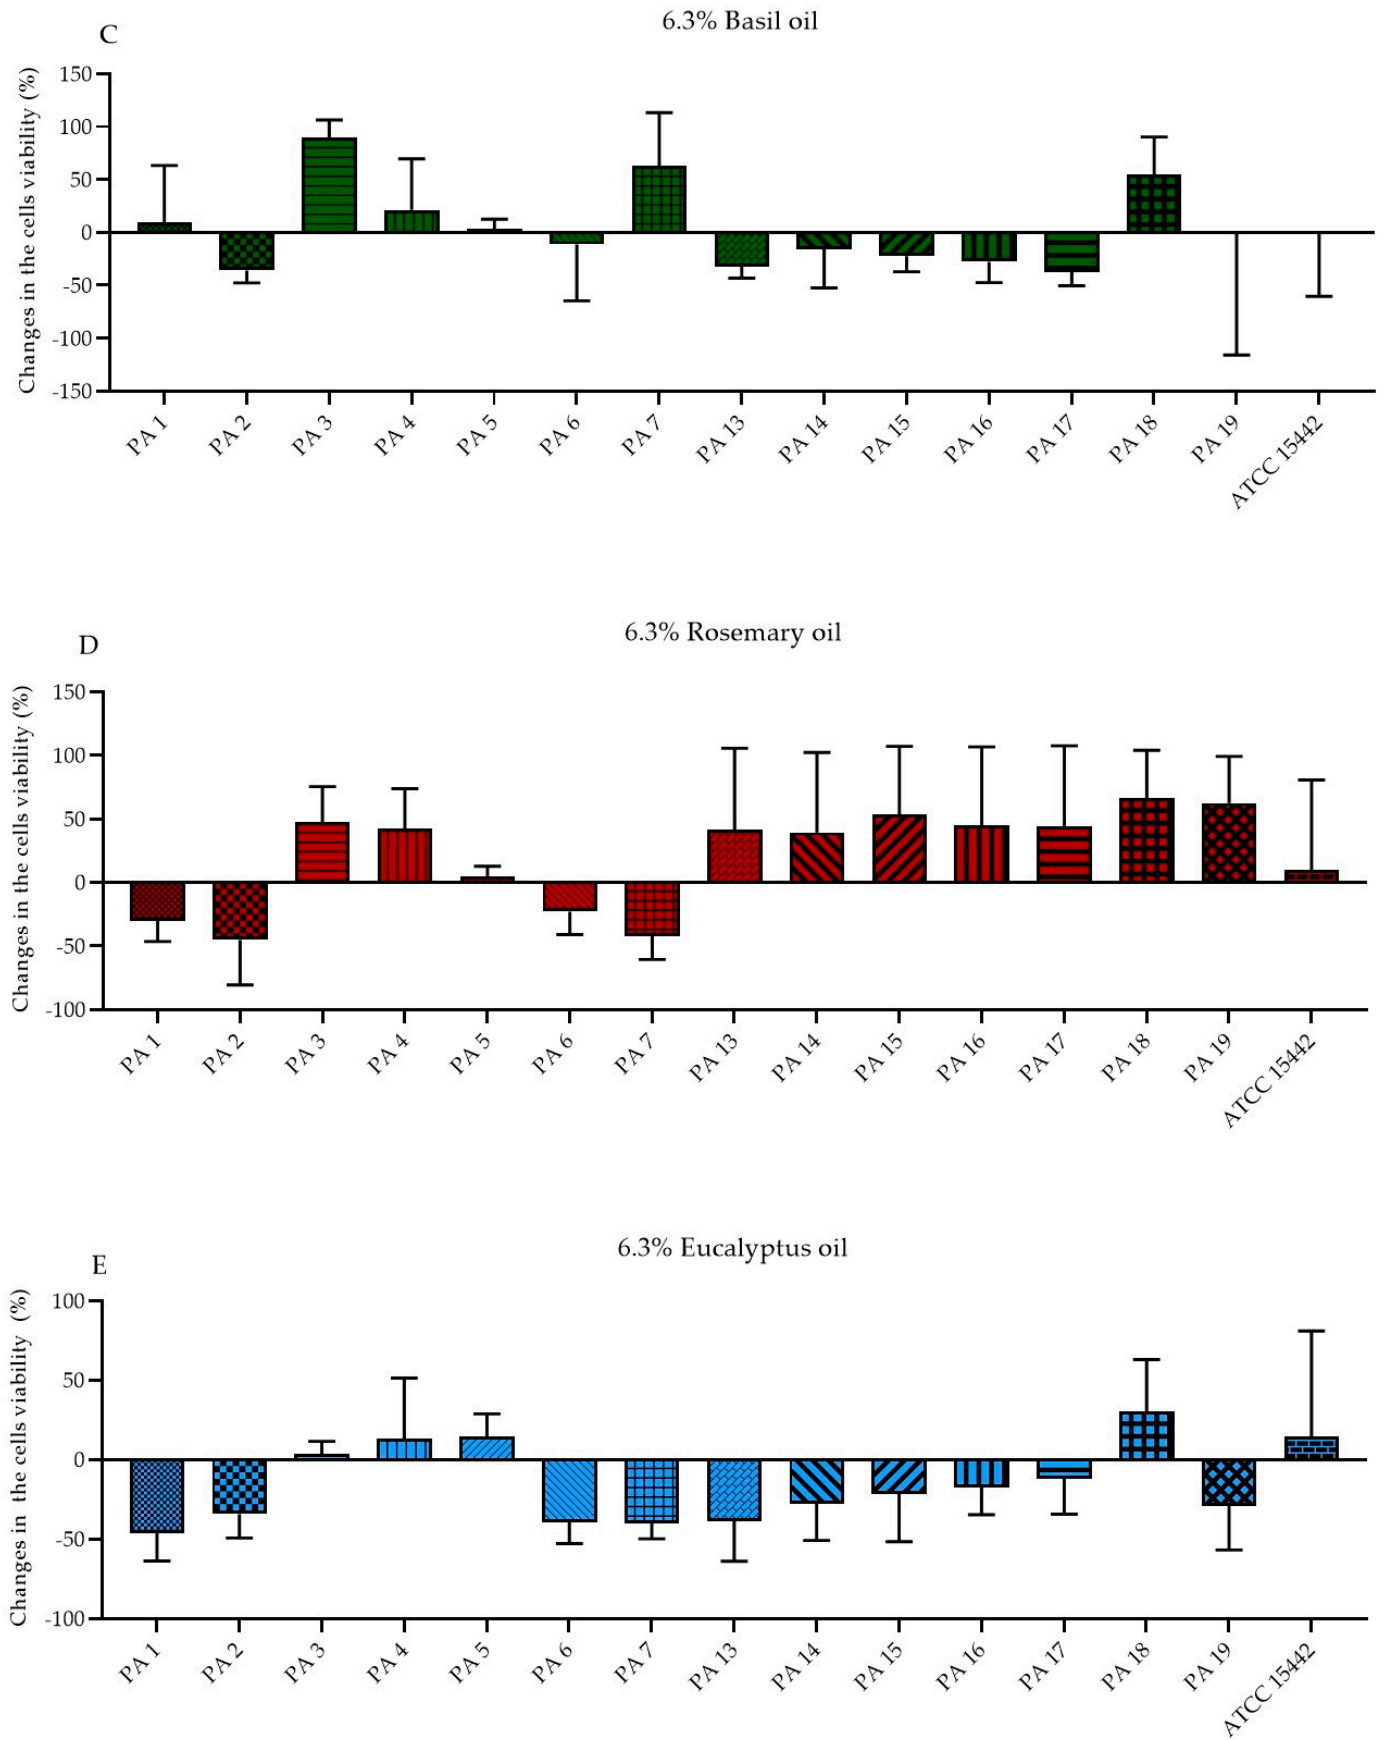 C
6.3% Basil oil
Changes in the cells viability (%)
150
100
50
0
-50
-100
-150
PA 1
PA 2
PA 3
PA 4
PA 5
PA 6
PA 7
PA 13
PA 14
PA 15
PA 16
PA 17
PA 18
PA 19
ATCC 15442
D
6.3% Rosemary oil
Changes in the cells viability (%)
150
100
50
0
-50
-100
PA 1
PA 2
PA 3
PA 4
PA 5
PA 6
PA 7
PA 13
PA 14
PA 15
PA 16
PA 17
PA 18
PA 19
ATCC 15442
E
6.3% Eucalyptus oil
Changes in the cells viability (%)
100
50
0
-50
-100
PA 1
PA 2
PA 3
PA 4
PA 5
PA 6
PA 7
PA 13
PA 14
PA 15
PA 16
PA 17
PA 18
PA 19
ATCC 15442